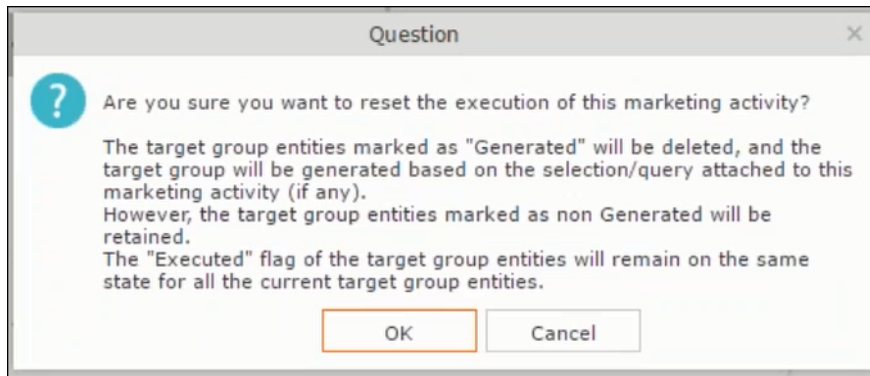 Question
Are you sure you want to reset the execution of this marketing activity?
The target group entities marked as "Generated" will be deleted, and the
target group will be generated based on the selection/query attached to this
marketing activity (if any).
However, the target group entities marked as non Generated will be
retained.
The "Executed" flag of the target group entities will remain on the same
state for all the current target group entities.
OK
Cancel